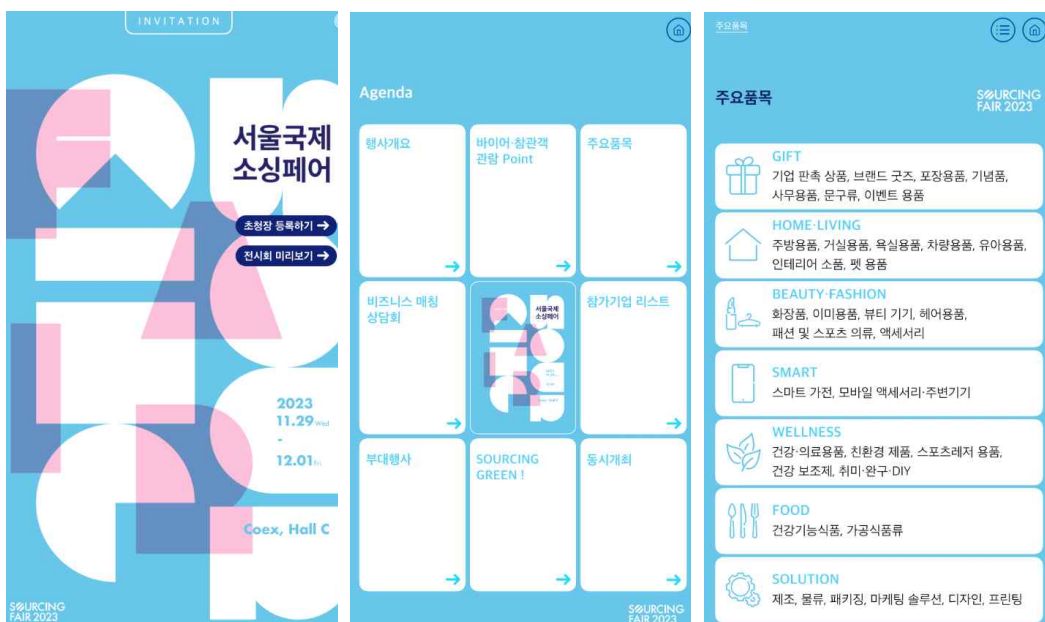 INVITATION
서울국제
소싱페어
초청장 등록하기 →
전시회 미리보기 →
2023
11.29 Wed
-
12.01 Fri
Coex, Hall C
SOURCING
FAIR 2023
Agenda
행사개요
바이어·참관객
관람 Point
주요품목
비즈니스 매칭
상담회
서울국제
소싱페어
참가기업 리스트
부대행사
SOURCING
GREEN !
동시개최
SOURCING
FAIR 2023
주요품목
주요품목
SOURCING
FAIR 2023
GIFT
기업 판촉 상품, 브랜드 굿즈, 포장용품, 기념품,
사무용품, 문구류, 이벤트 용품
HOME·LIVING
주방용품, 거실용품, 욕실용품, 차량용품, 유아용품,
인테리어 소품, 펫 용품
BEAUTY·FASHION
화장품, 이미용품, 뷰티 기기, 헤어용품,
패션 및 스포츠 의류, 액세서리
SMART
스마트 가전, 모바일 액세서리·주변기기
WELLNESS
건강·의료용품, 친환경 제품, 스포츠레저 용품,
건강 보조제, 취미·완구·DIY
FOOD
건강기능식품, 가공식품류
SOLUTION
제조, 물류, 패키징, 마케팅 솔루션, 디자인, 프린팅